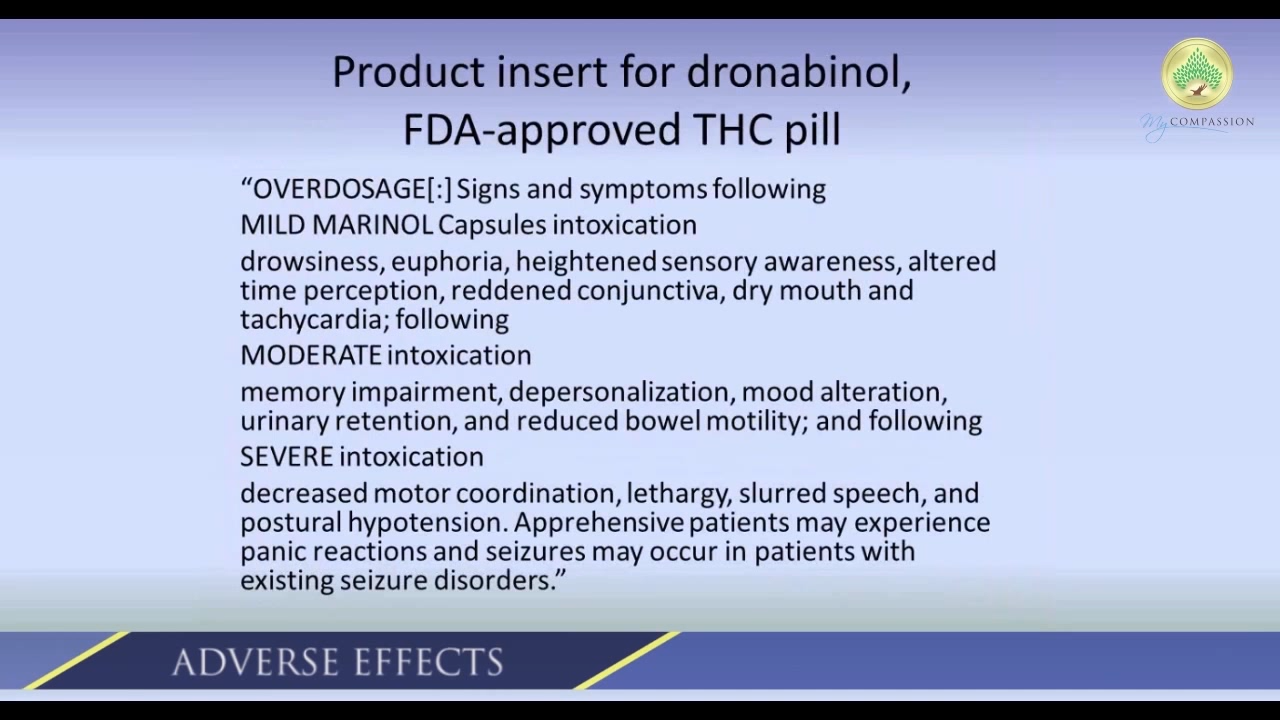 Product insert for dronabinol,
FDA-approved THC pill
My COMPASSION
“OVERDOSAGE[:] Signs and symptoms following
MILD MARINOL Capsules intoxication
drowsiness, euphoria, heightened sensory awareness, altered
time perception, reddened conjunctiva, dry mouth and
tachycardia; following
MODERATE intoxication
memory impairment, depersonalization, mood alteration,
urinary retention, and reduced bowel motility; and following
SEVERE intoxication
decreased motor coordination, lethargy, slurred speech, and
postural hypotension. Apprehensive patients may experience
panic reactions and seizures may occur in patients with
existing seizure disorders.”
ADVERSE EFFECTS